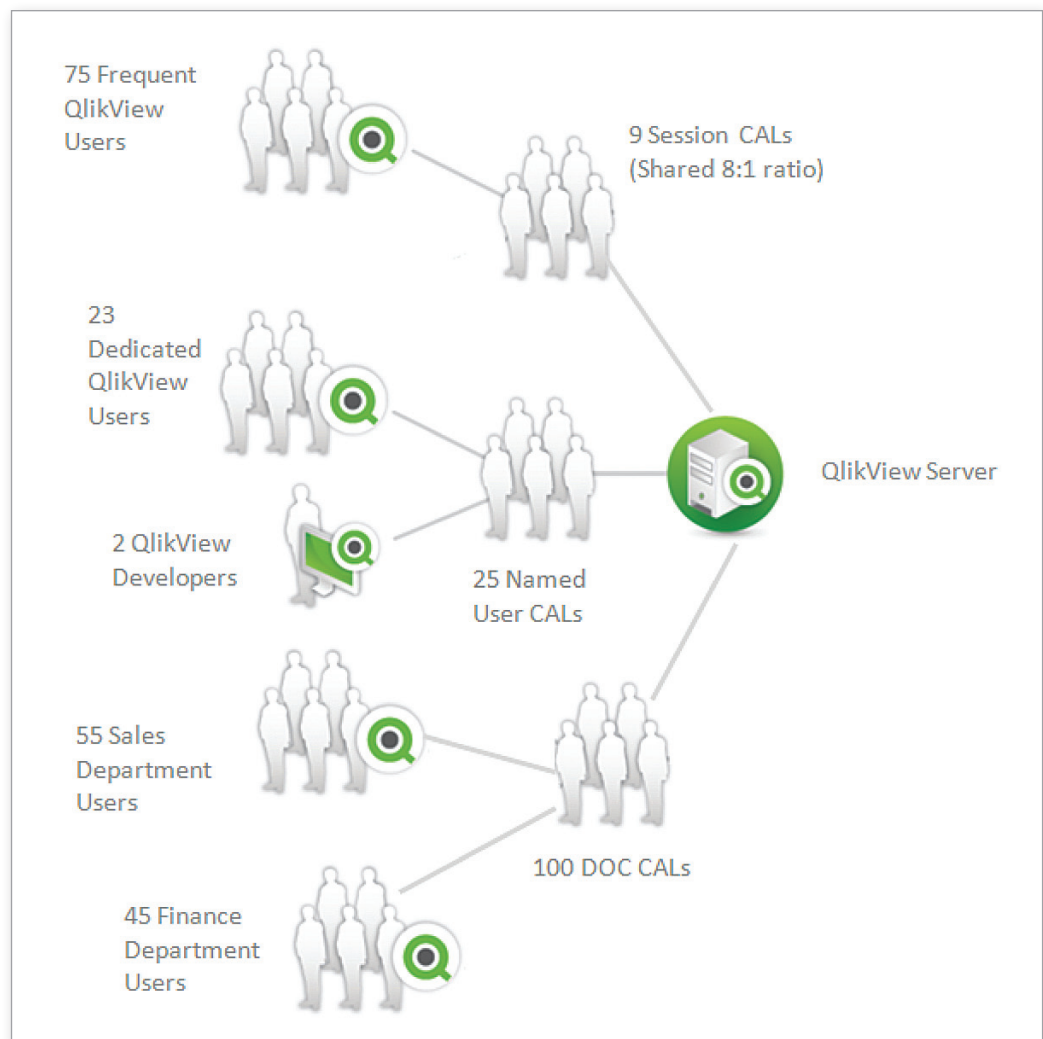 75 Frequent
QlikView
Users
9 Session CALs
(Shared 8:1 ratio)
23
Dedicated
QlikView
Users
QlikView Server
2 QlikView
Developers
25 Named
User CALs
55 Sales
Department
Users
100 DOC CALs
45 Finance
Department
Users